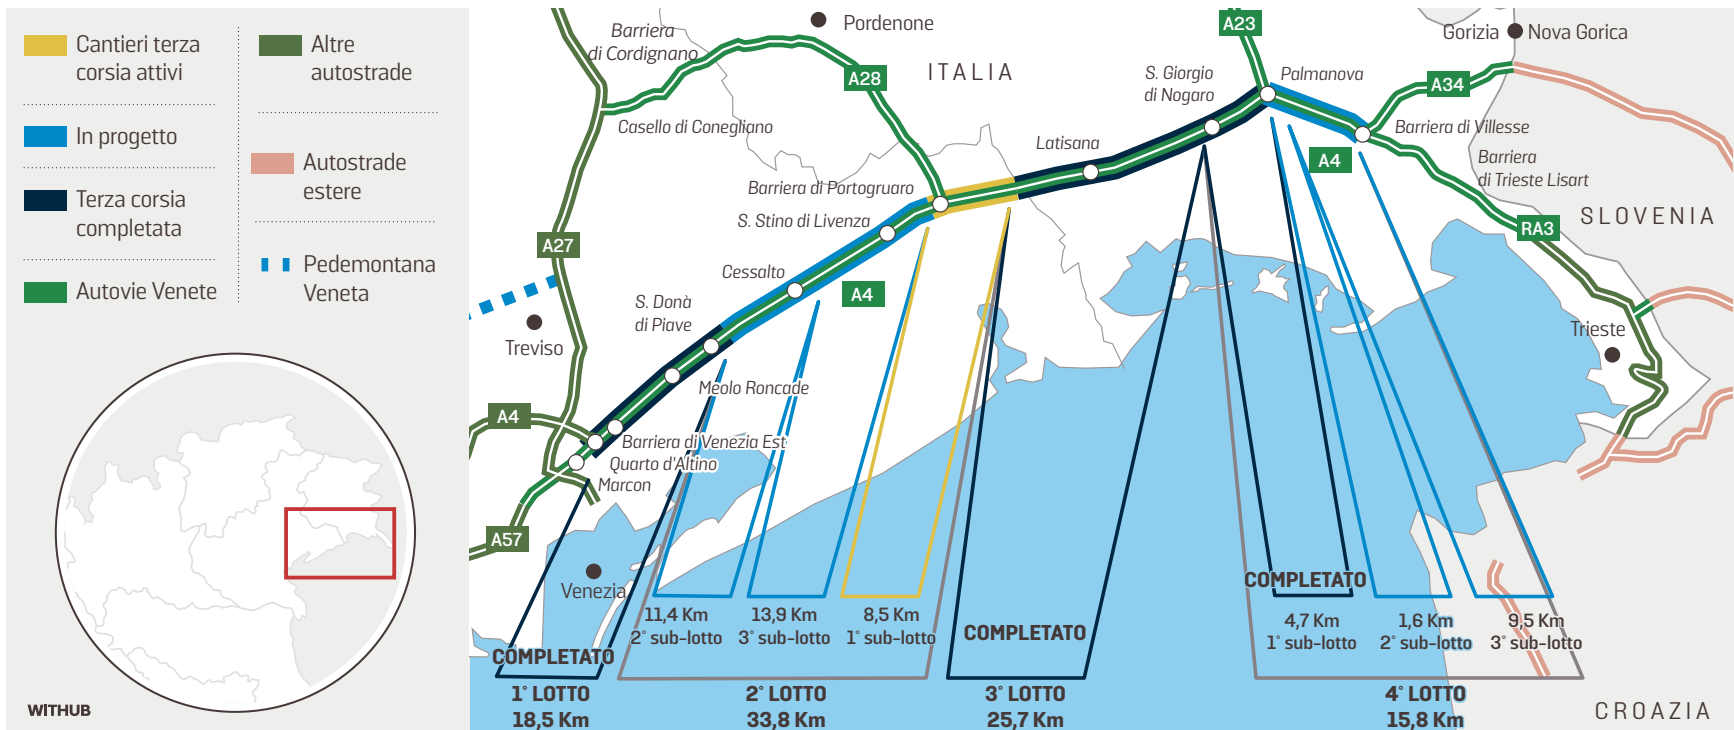 Cantieri terza
corsia attivi
In progetto
Terza corsia
completata
Autovie Venete
Altre
autostrade
Autostrade
estere
Pedemontana
Veneta
WITHUB
Barriera
di Cordignano
Pordenone
A28
ITALIA
A23
S. Giorgio
di Nogaro
Palmanova
Gorizia
Nova Gorica
A34
Casello di Conegliano
Latisana
Barriera di Villesse
A4
Barriera
di Trieste Lisart
Barriera di Portogruaro
S. Stino di Livenza
SLOVENIA
RA3
A27
Cessalto
A4
S. Donà
di Piave
Treviso
Trieste
Meolo Roncade
A4
Barriera di Venezia Est
Quarto d'Altino
Marcon
A57
Venezia
COMPLETATO
1° LOTTO
18,5 Km
11,4 Km
2° sub-lotto
13,9 Km
3° sub-lotto
8,5 Km
1° sub-lotto
2° LOTTO
33,8 Km
COMPLETATO
3° LOTTO
25,7 Km
COMPLETATO
4,7 Km
1° sub-lotto
1,6 Km
2° sub-lotto
9,5 Km
3° sub-lotto
4° LOTTO
15,8 Km
CROAZIA